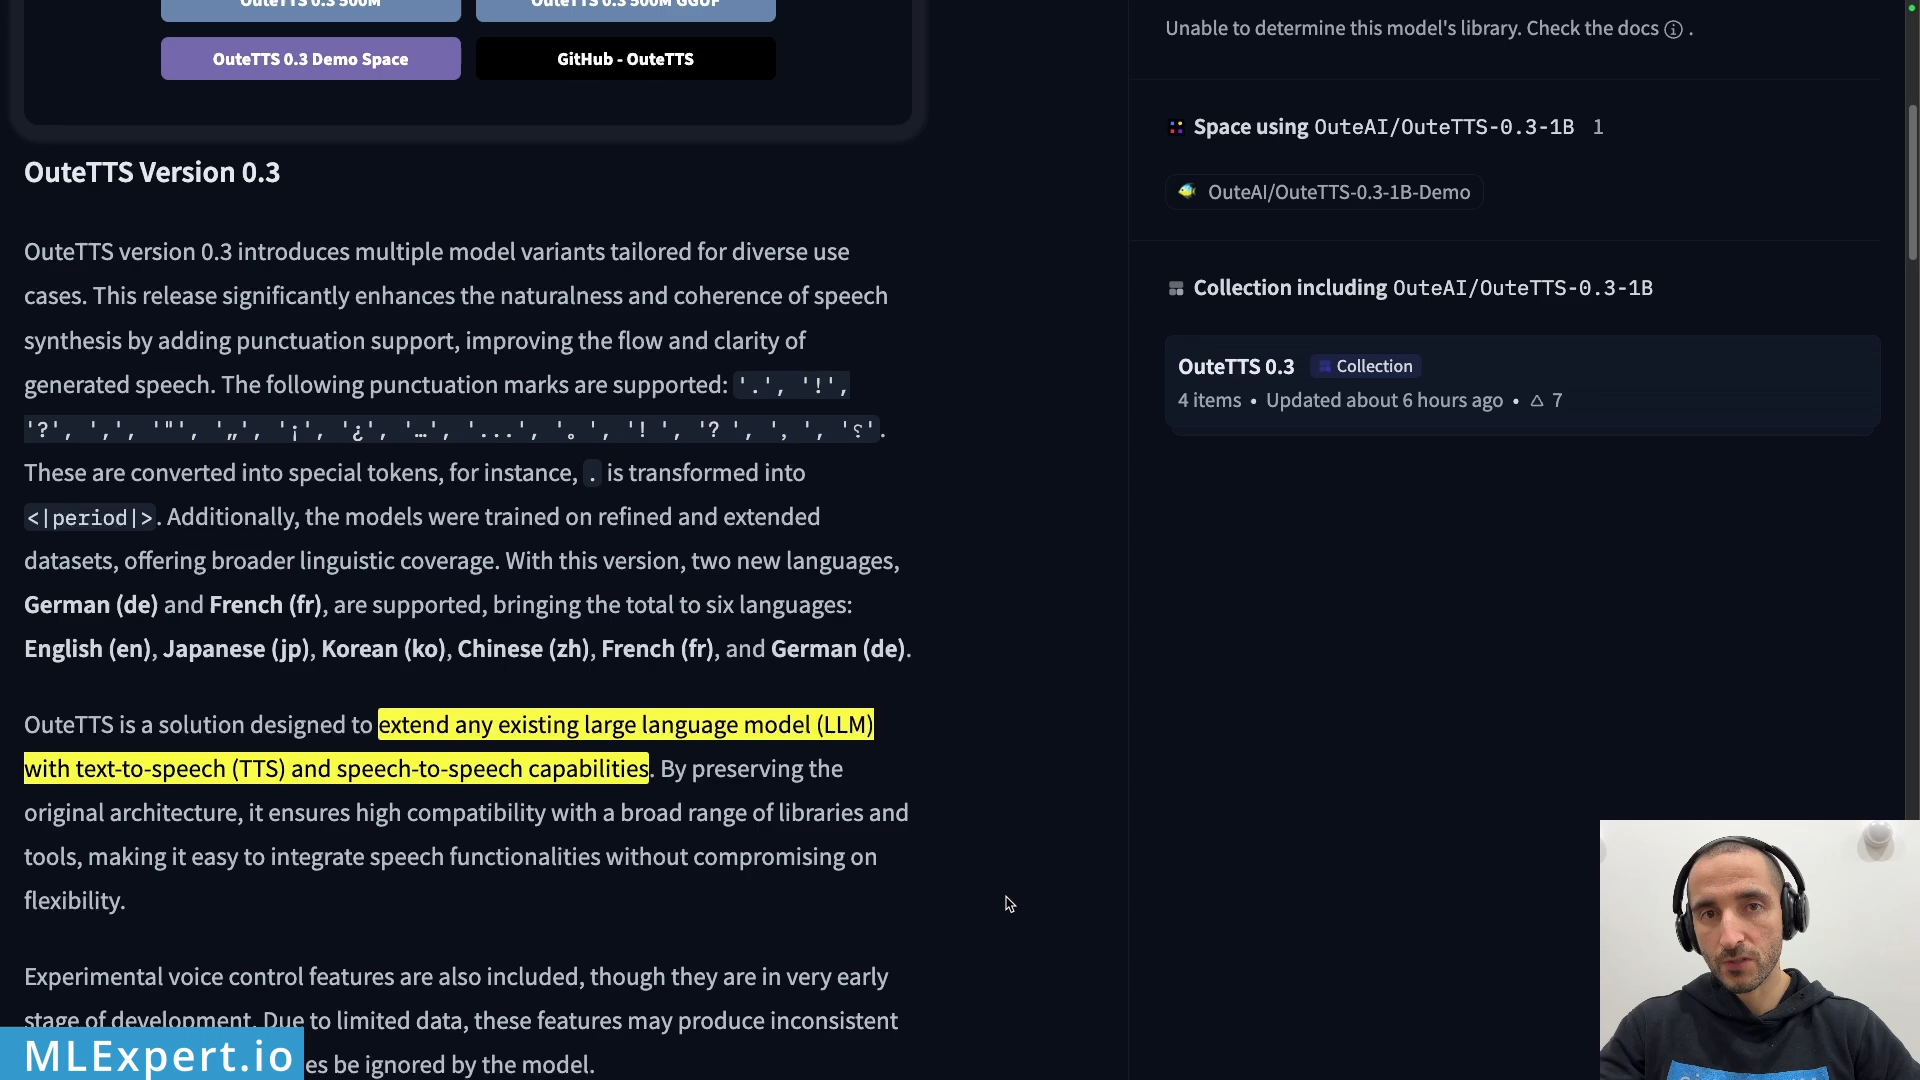 OuteTTS 0.3 500M
OuteTTS 0.3 500M GGUF
OuteTTS 0.3 Demo Space
GitHub - OuteTTS
OuteTTS Version 0.3
OuteTTS version 0.3 introduces multiple model variants tailored for diverse use
cases. This release significantly enhances the naturalness and coherence of speech
synthesis by adding punctuation support, improving the flow and clarity of
generated speech. The following punctuation marks are supported: '.', '!',
'?', ',', '"', '„', '¡', '¿', '…', '...', '。', '！', '？', '，', '؟'.
These are converted into special tokens, for instance, . is transformed into
<|period|>. Additionally, the models were trained on refined and extended
datasets, offering broader linguistic coverage. With this version, two new languages,
German (de) and French (fr), are supported, bringing the total to six languages:
English (en), Japanese (jp), Korean (ko), Chinese (zh), French (fr), and German (de).
OuteTTS is a solution designed to extend any existing large language model (LLM)
with text-to-speech (TTS) and speech-to-speech capabilities. By preserving the
original architecture, it ensures high compatibility with a broad range of libraries and
tools, making it easy to integrate speech functionalities without compromising on
flexibility.
Experimental voice control features are also included, though they are in very early
stage of development. Due to limited data, these features may produce inconsistent
es be ignored by the model.
MLExpert.io
Unable to determine this model's library. Check the docs .
Space using OuteAI/OuteTTS-0.3-1B 1
OuteAI/OuteTTS-0.3-1B-Demo
Collection including OuteAI/OuteTTS-0.3-1B
OuteTTS 0.3 Collection
4 items • Updated about 6 hours ago • 7